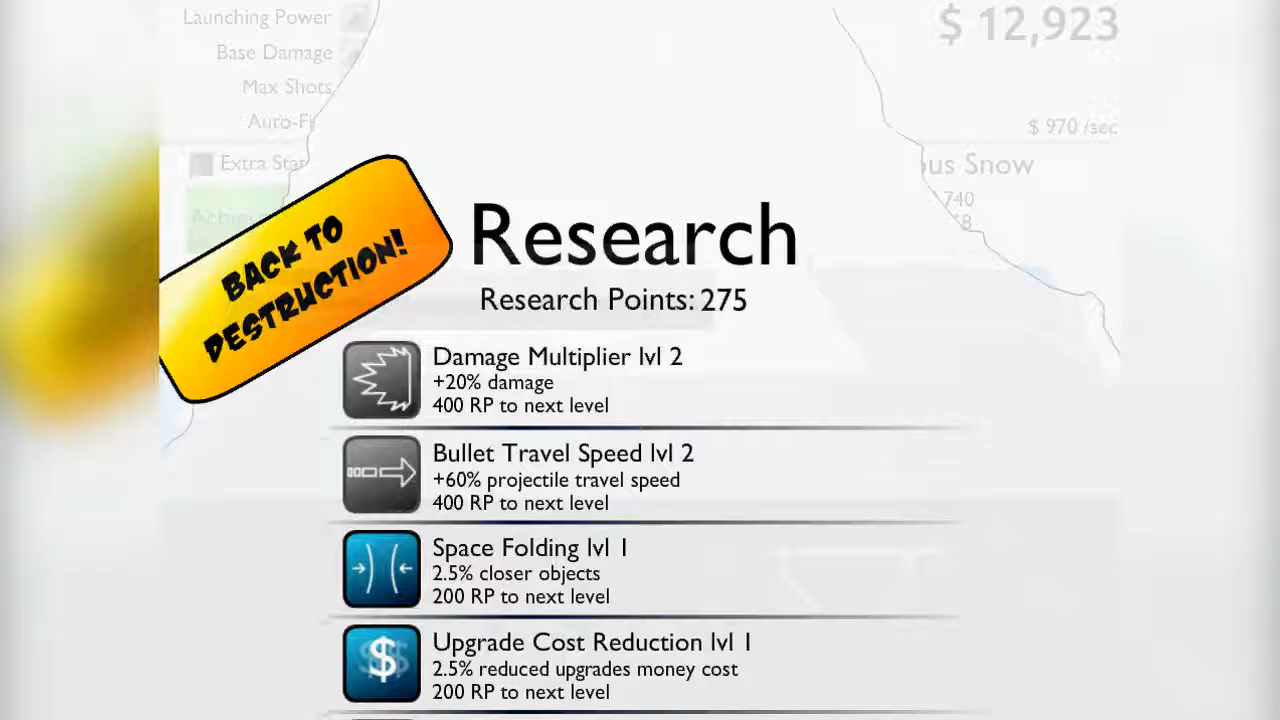 Launching Power
Base Damage
Max Shots
$ 12,923
$ 970 /sec
Extra
Snow
740
BACK TO
DESTRUCTION!
Research
Research Points: 275
Damage Multiplier lvl 2
+20% damage
400 RP to next level
Bullet Travel Speed lvl 2
+60% projectile travel speed
400 RP to next level
Space Folding lvl 1
2.5% closer objects
200 RP to next level
Upgrade Cost Reduction lvl 1
2.5% reduced upgrades money cost
200 RP to next level